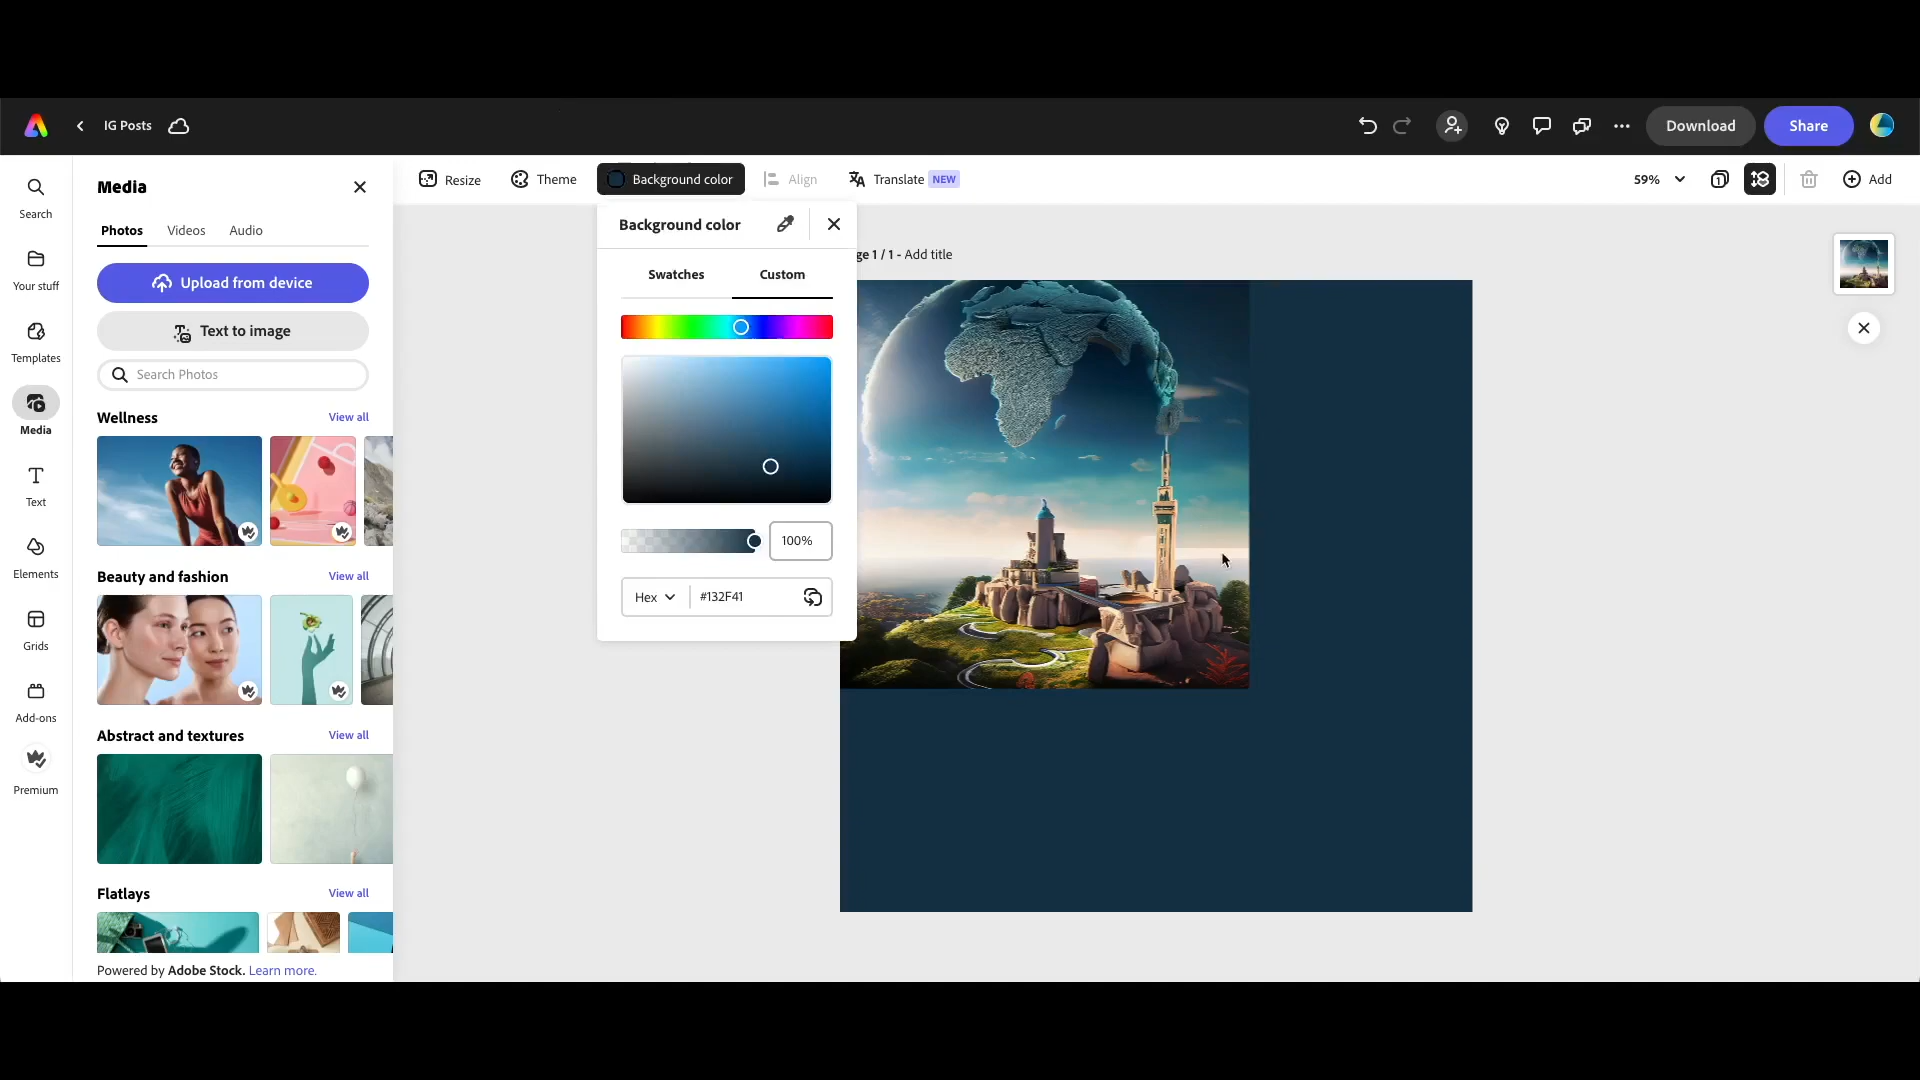 IG Posts
Download
Share
Search
Your stuff
Templates
Media
Text
Elements
Grids
Add-ons
Premium
Media
Photos
Videos
Audio
Upload from device
Text to image
Search Photos
Wellness
View all
Beauty and fashion
View all
Abstract and textures
View all
Flatlays
View all
Powered by Adobe Stock. Learn more.
Resize
Theme
Background color
Align
Translate NEW
59%
1
Add
Background color
Swatches
Custom
100%
Hex
#132F41
ge 1 / 1 - Add title